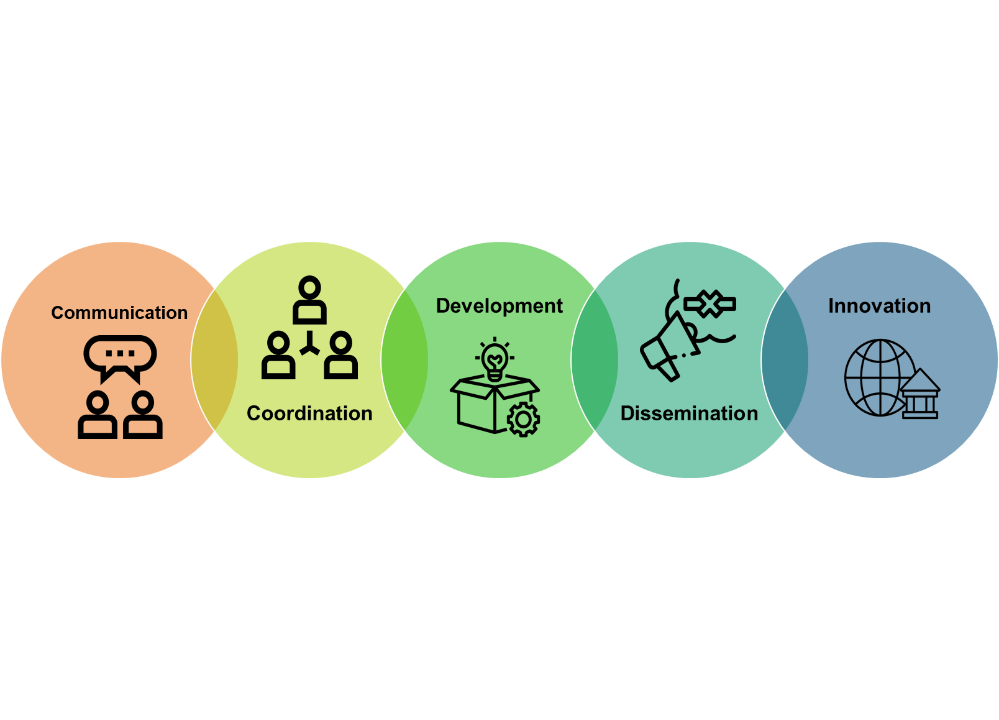 Communication
Coordination
Development
Dissemination
Innovation